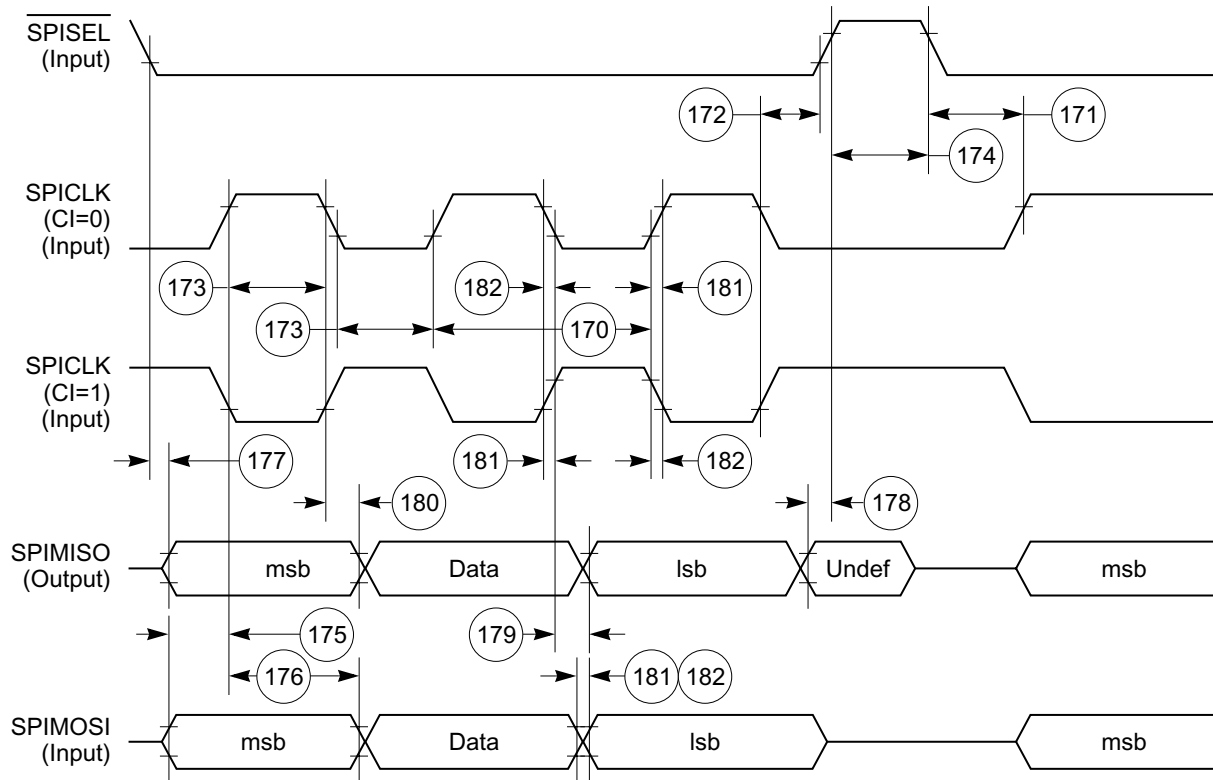 SPISEL
(Input)
172
171
174
SPICLK
(CI=0)
(Input)
173
182
181
173
170
SPICLK
(CI=1)
(Input)
177
181
182
180
178
SPIMISO
(Output)
msb
Data
lsb
Undef
msb
175
179
176
181
182
SPIMOSI
(Input)
msb
Data
lsb
msb